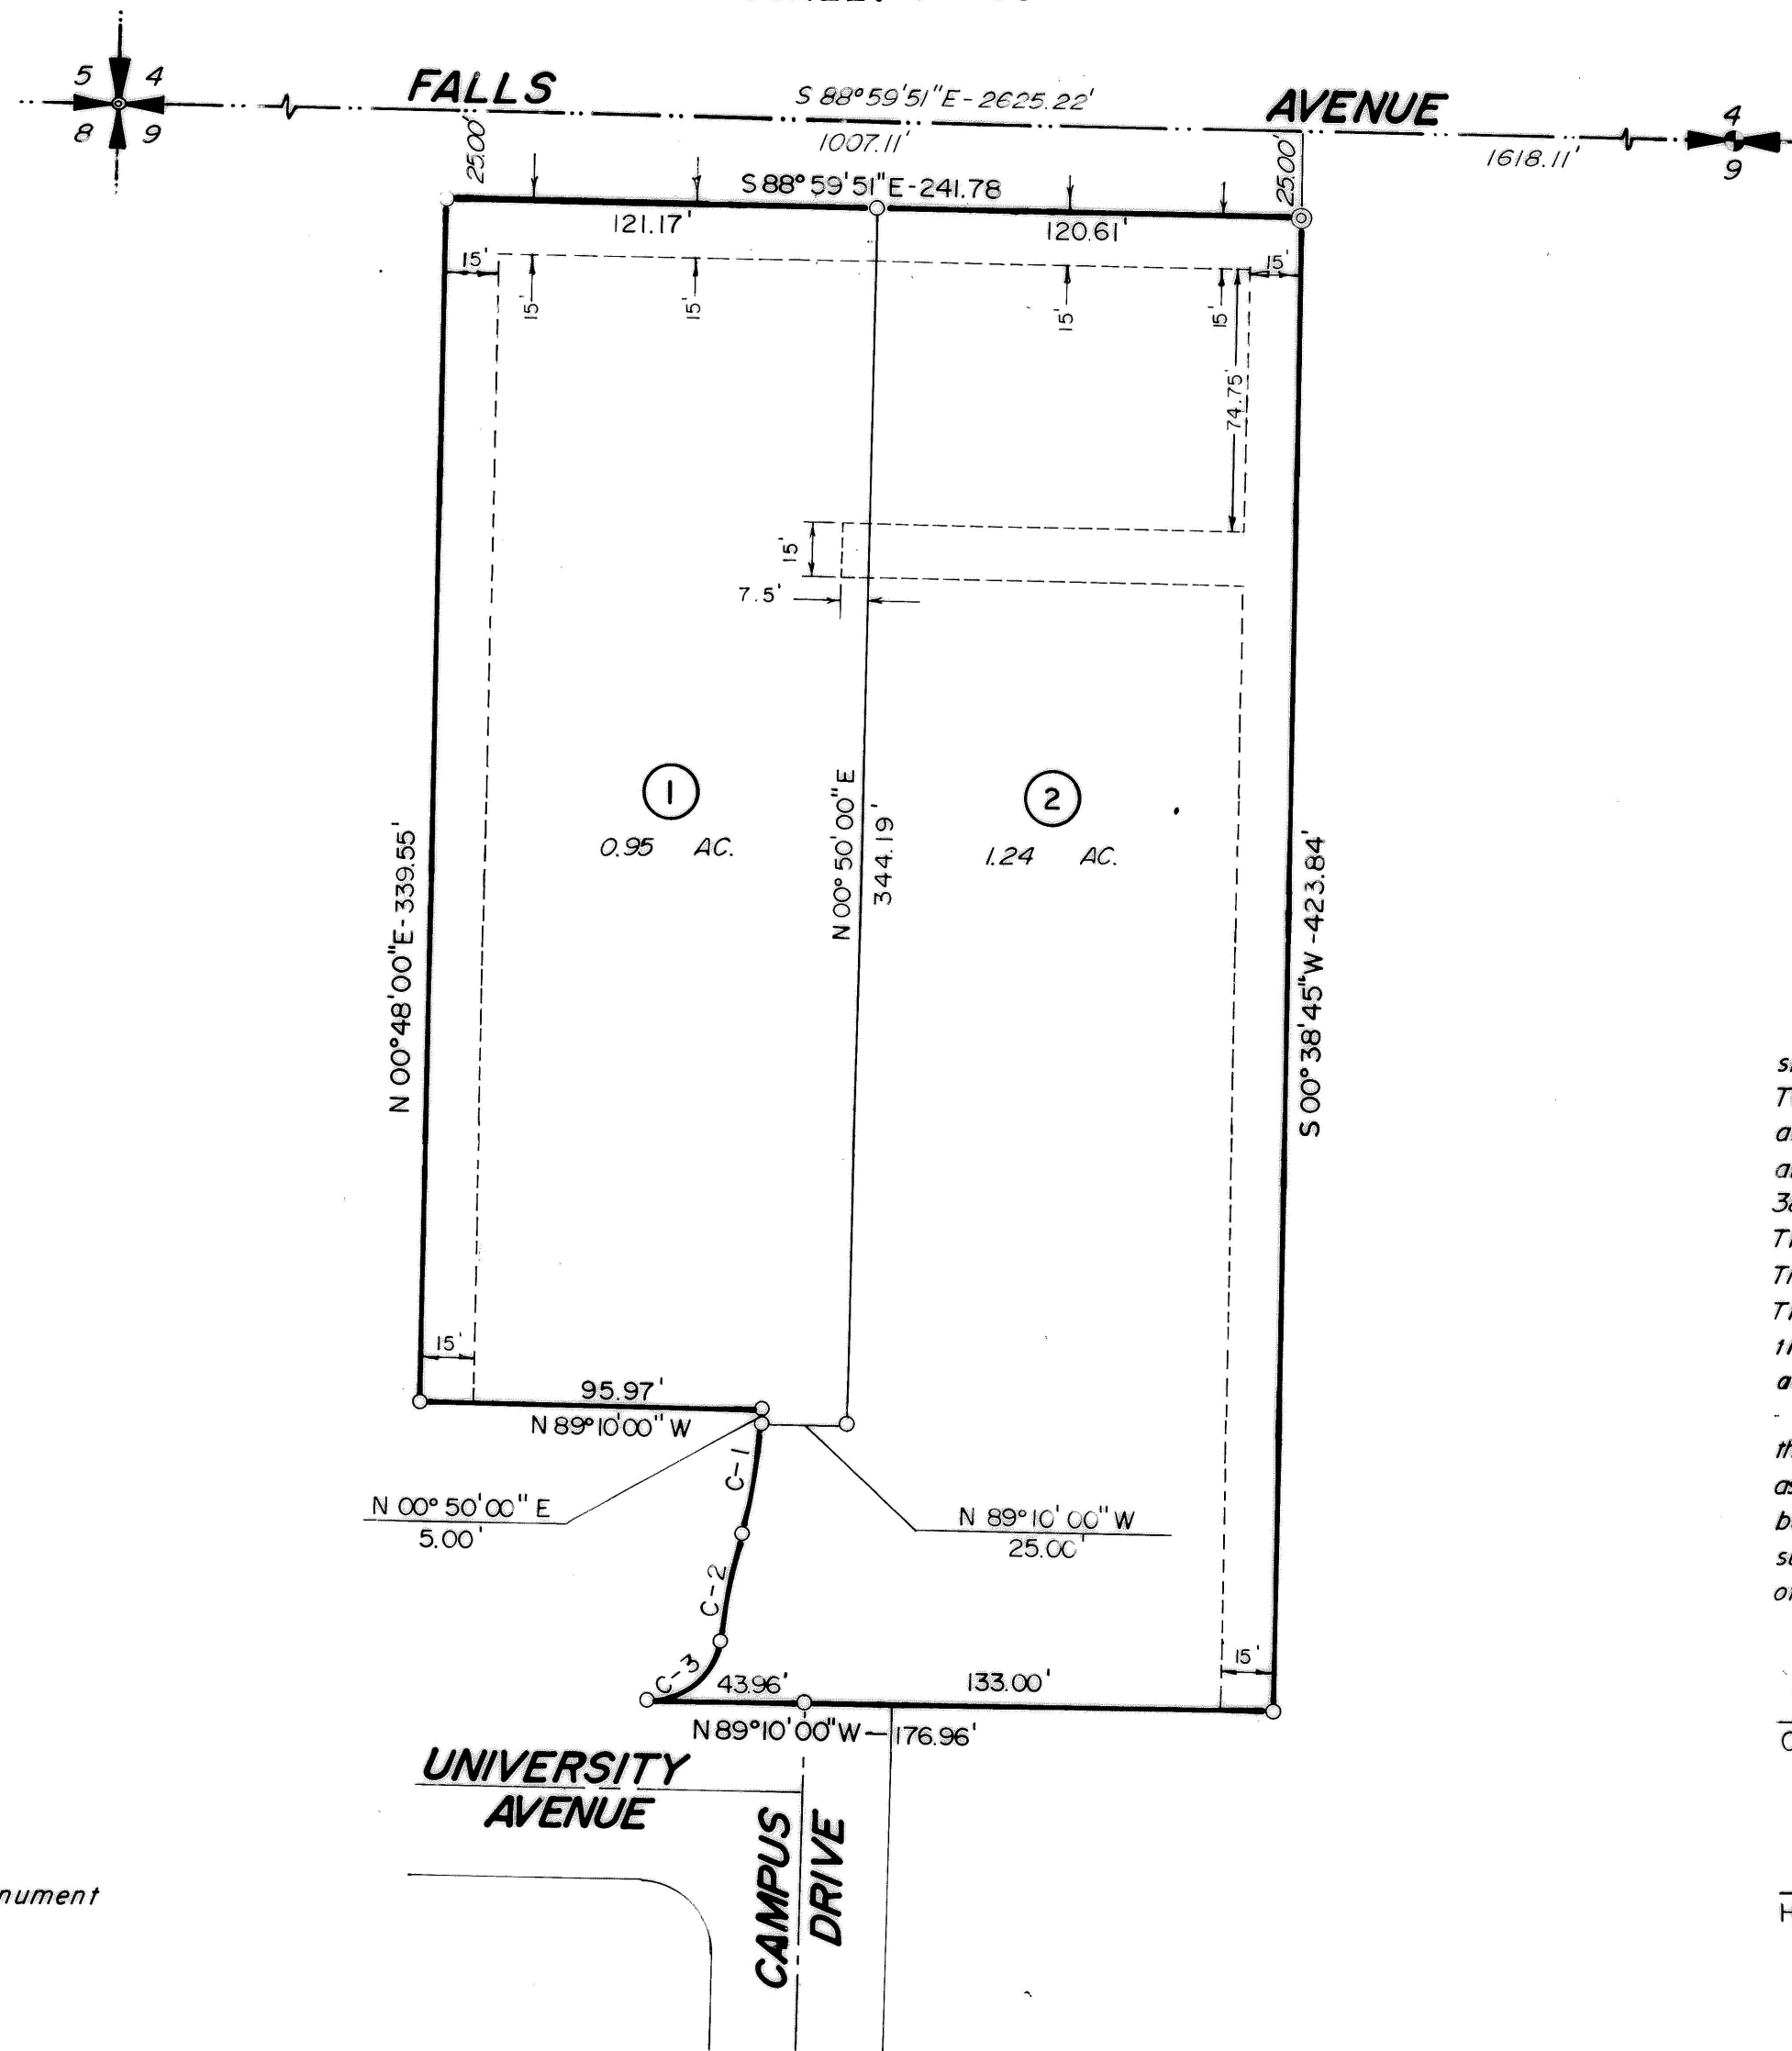 5 4
8 9
FALLS AVENUE
S 88°59'51"E-2625.22'
1007.11'
1618.11'
4
9
25.00'
25.00'
S 88°59'51"E-241.78
121.17'
120.61'
15'
15'
15'
15'
15'
15'
74.75'
15'
7.5'
1
0.95 AC.
2
1.24 AC.
N 00°50'00"E
344.19'
N 00°48'00"E-339.55'
S 00°38'45"W-423.84'
15'
95.97'
N 89°10'00" W
N 00°50'00" E
5.00'
N 89°10'00" W
25.00'
C-1
C-2
C-3
43.96'
133.00'
15'
N 89°10'00"W-176.96'
UNIVERSITY
AVENUE
CAMPUS
DRIVE
nument